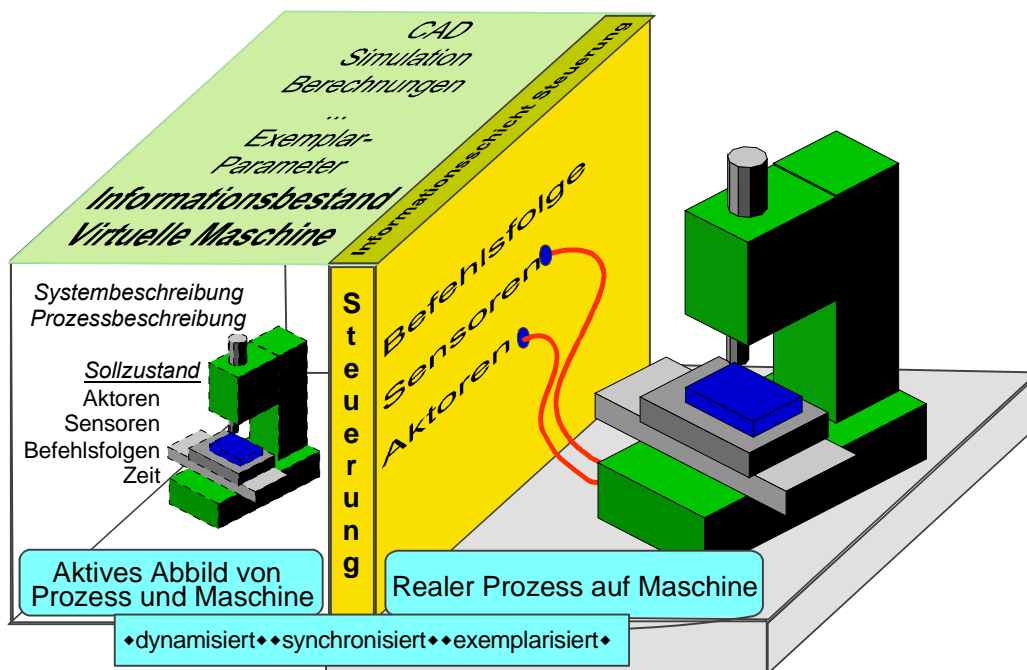 CAD
Simulation
Berechnungen
...
Exemplar-
Parameter
Informationsbestand
Virtuelle Maschine
Informationsschicht Steuerung
Systembeschreibung
Prozessbeschreibung
Sollzustand
Aktoren
Sensoren
Befehlsfolgen
Zeit
Steuerung
Befehlsfolge
Sensoren
Aktoren
Aktives Abbild von
Prozess und Maschine
Realer Prozess auf Maschine
◆dynamisiert◆◆synchronisiert◆◆exemplarisiert◆